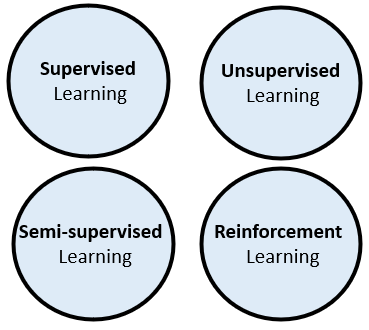 Supervised
Learning
Unsupervised
Learning
Semi-supervised
Learning
Reinforcement
Learning